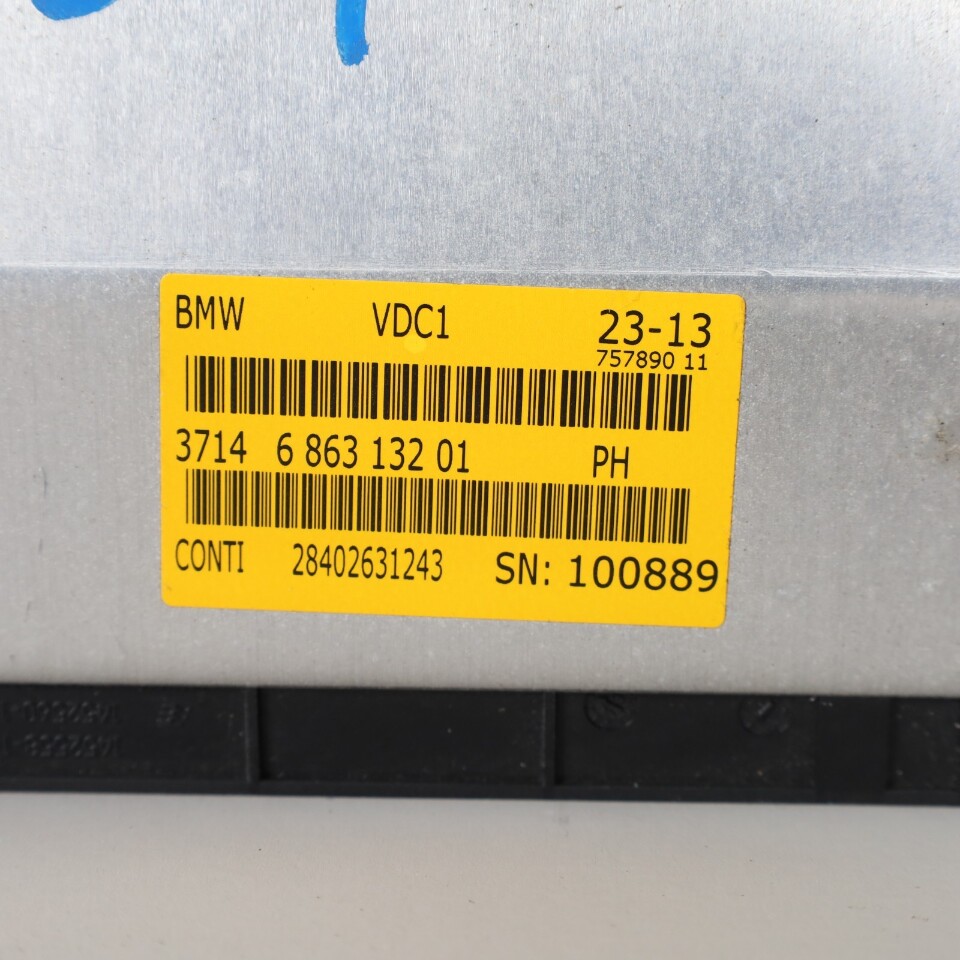 BMW VDC1 23-13
757890 11
3714 6 863 132 01 PH
CONTI 28402631243 SN: 100889